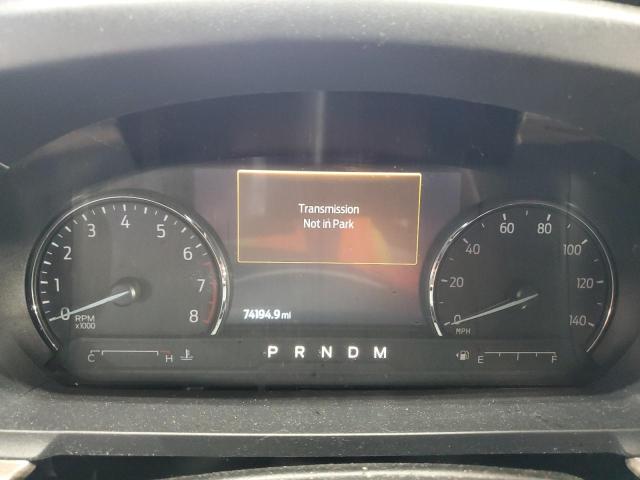 Transmission
Not in Park
0 1 2 3 4 5 6 7 8
RPM
x1000
74194.9 mi
0 20 40 60 80 100 120 140
MPH
C H
P R N D M
E F